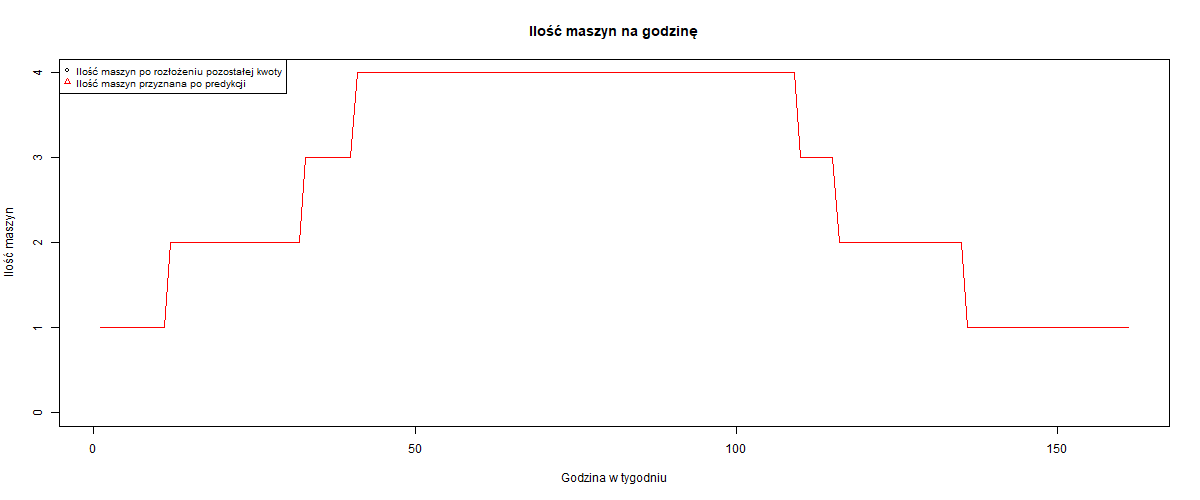 Ilość maszyn na godzinę
Ilość maszyn po rozłożeniu pozostałej kwoty
Ilość maszyn przyznana po predykcji
4
3
2
1
0
Ilość maszyn
0 50 100 150
Godzina w tygodniu